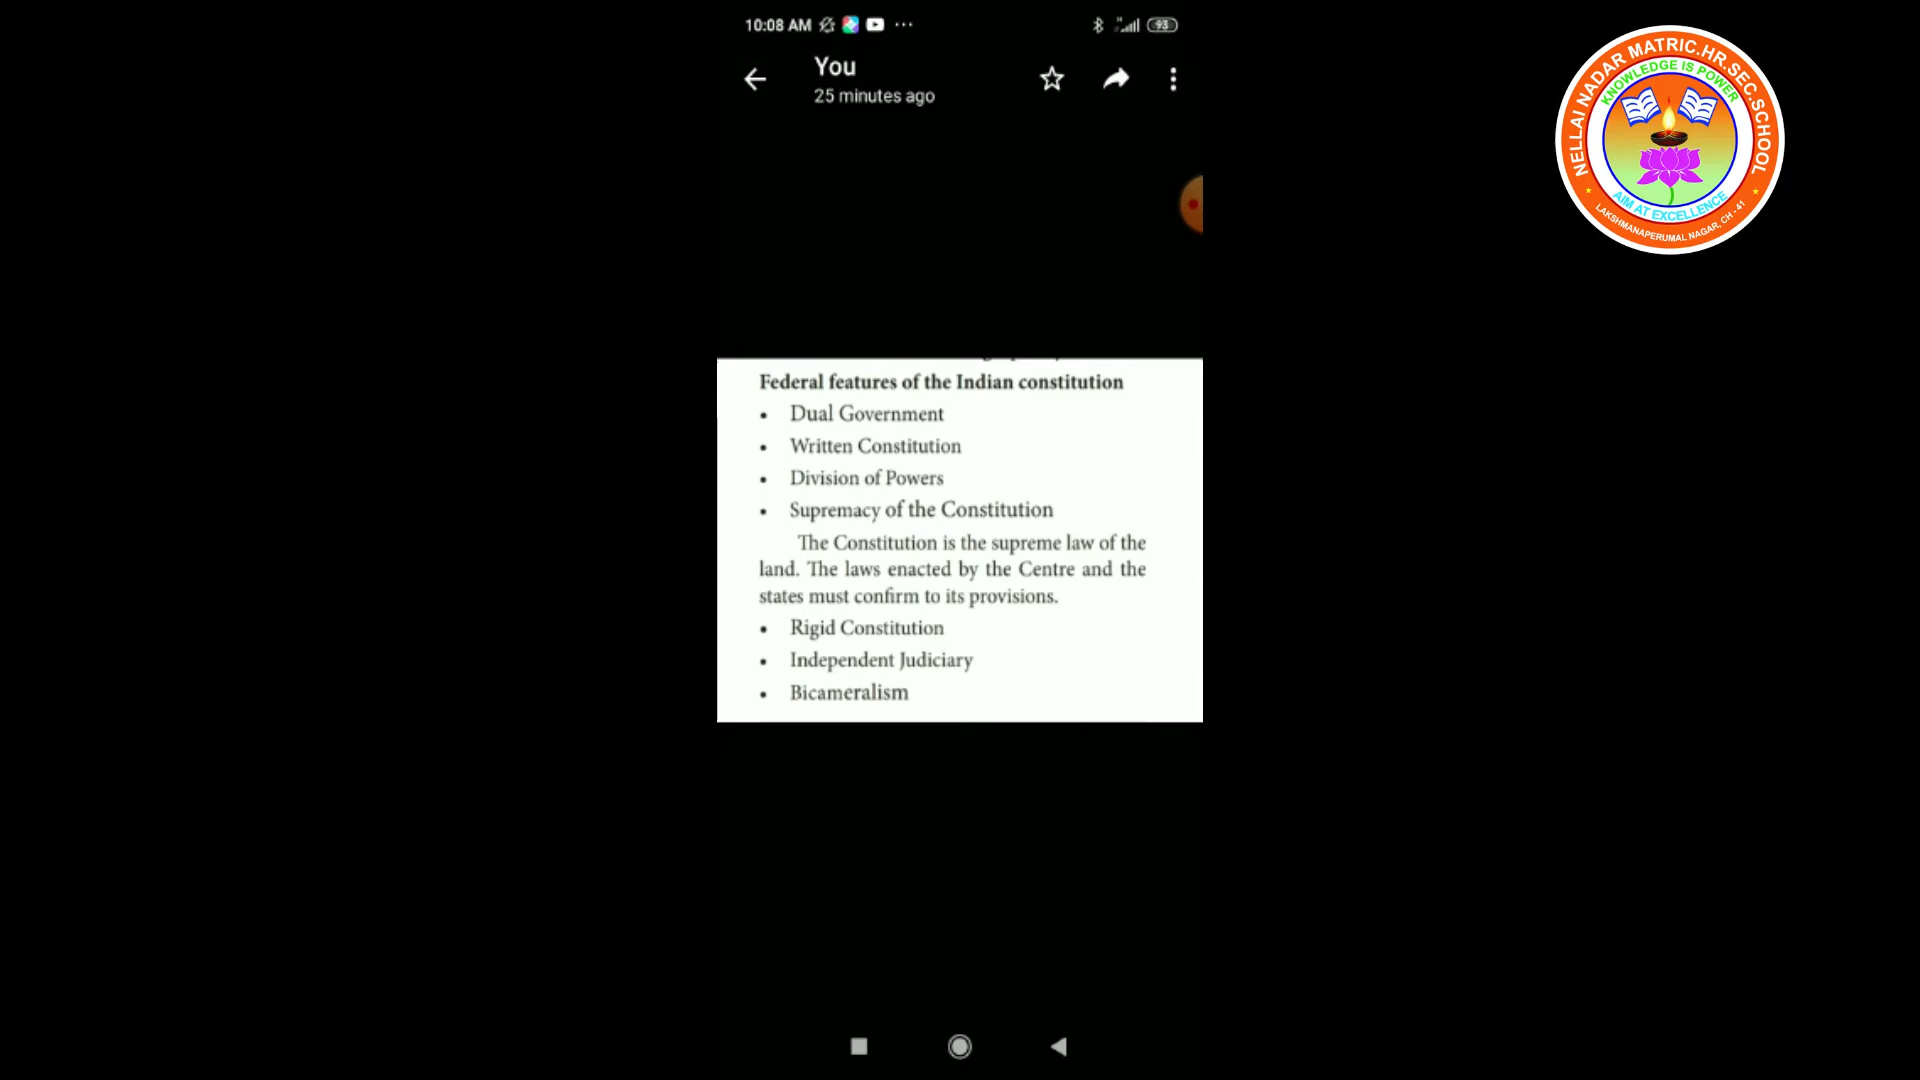 10:08 AM
93
You
25 minutes ago
Federal features of the Indian constitution
• Dual Government
• Written Constitution
• Division of Powers
• Supremacy of the Constitution
The Constitution is the supreme law of the
land. The laws enacted by the Centre and the
states must confirm to its provisions.
• Rigid Constitution
• Independent Judiciary
• Bicameralism
NELLAI NADAR MATRIC.HR.SEC.SCHOOL
KNOWLEDGE IS POWER
AIM AT EXCELLENCE
LAKSHMANAPERUMAL NAGAR, CH - 41